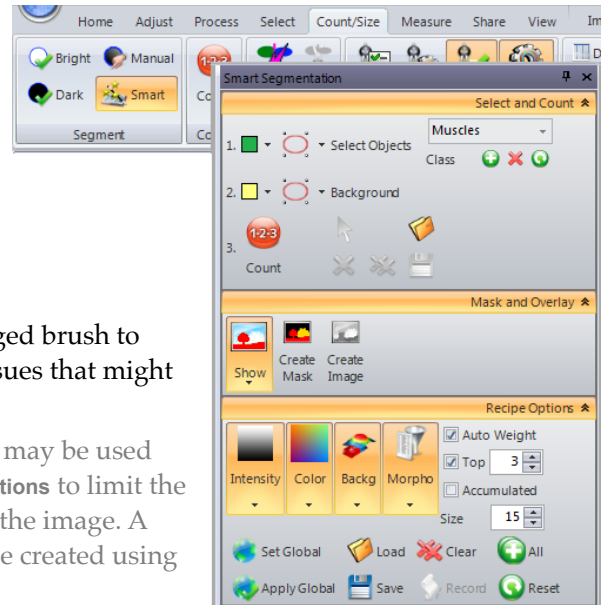 Home Adjust Process Select Count/Size Measure Share View
Bright Manual
Dark Smart
Segment
Smart Segmentation
Select and Count
1. Select Objects Muscles
Class
2. Background
3. 1-2-3
Count
Mask and Overlay
Show Create Mask Create Image
Recipe Options
Intensity Color Backg Morpho
Auto Weight
Top 3
Accumulated
Size 15
Set Global Load Clear All
Apply Global Save Record Reset
ged brush to
sues that might
may be used
tions to limit the
the image. A
e created using